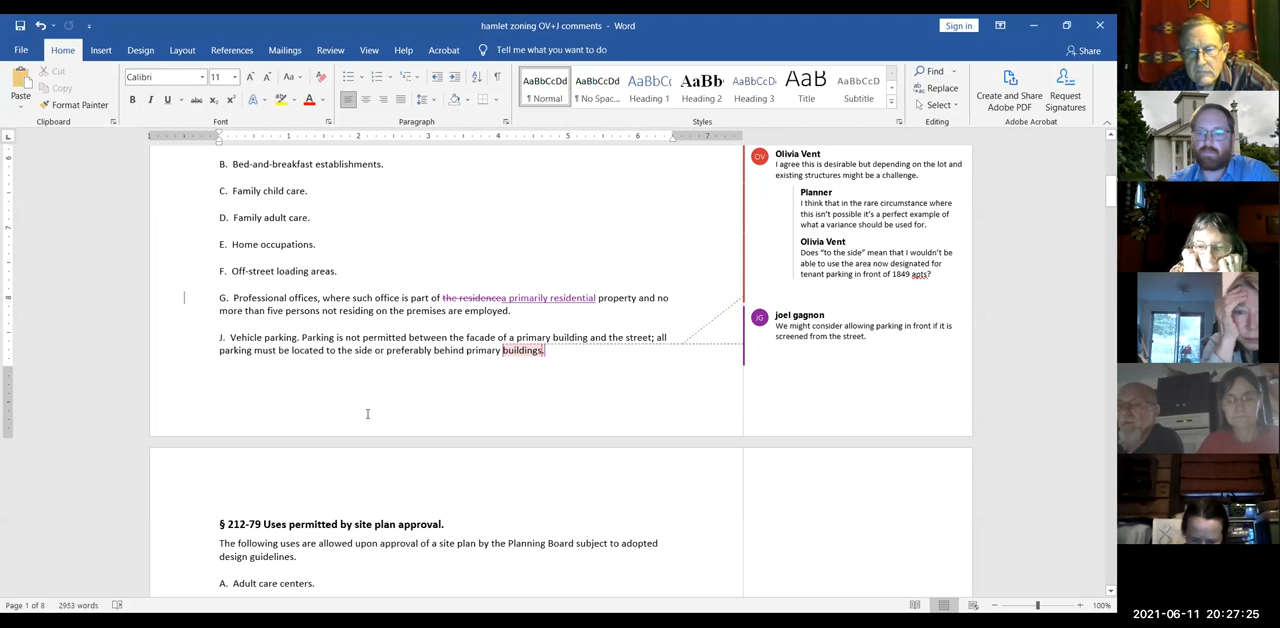 hamlet zoning OV+J comments - Word
Sign in
File Home Insert Design Layout References Mailings Review View Help Acrobat Tell me what you want to do
Share
Paste
Cut
Copy
Format Painter
Clipboard
Calibri 11
Font
Paragraph
AaBbCcDd AaBbCcDd AaBbCc AaBb AaBbCcD AaB AaBbCcD
¶ Normal ¶ No Spac... Heading 1 Heading 2 Heading 3 Title Subtitle
Styles
Find
Replace
Select
Editing
Create and Share
Adobe PDF
Request
Signatures
Adobe Acrobat
B. Bed-and-breakfast establishments.
C. Family child care.
D. Family adult care.
E. Home occupations.
F. Off-street loading areas.
G. Professional offices, where such office is part of the residencea primarily residential property and no
more than five persons not residing on the premises are employed.
J. Vehicle parking. Parking is not permitted between the facade of a primary building and the street; all
parking must be located to the side or preferably behind primary buildings.
OV
Olivia Vent
I agree this is desirable but depending on the lot and
existing structures might be a challenge.
Planner
I think that in the rare circumstance where
this isn't possible it's a perfect example of
what a variance should be used for.
Olivia Vent
Does "to the side" mean that I wouldn't be
able to use the area now designated for
tenant parking in front of 1849 apts?
JG
joel gagnon
We might consider allowing parking in front if it is
screened from the street.
§ 212-79 Uses permitted by site plan approval.
The following uses are allowed upon approval of a site plan by the Planning Board subject to adopted
design guidelines.
A. Adult care centers.
Page 1 of 8 2953 words
100%
2021-06-11 20:27:25